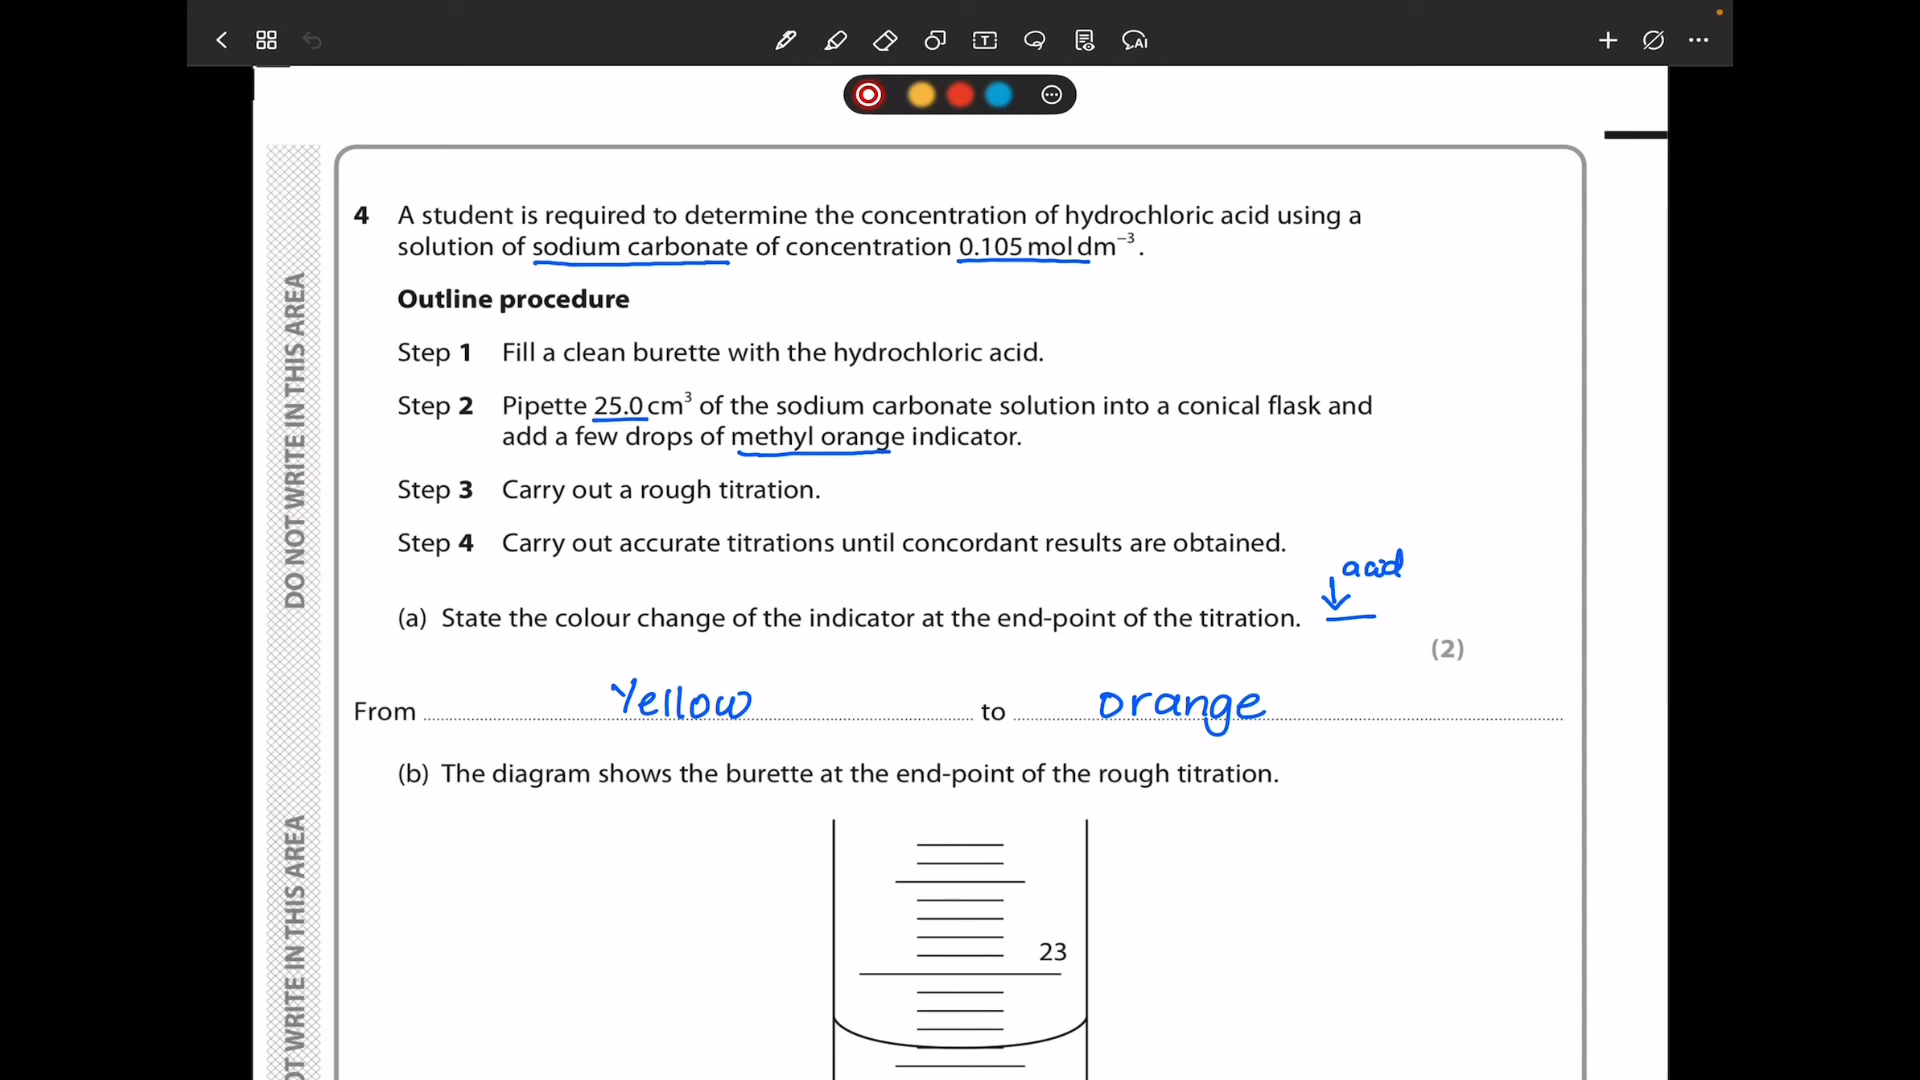 T
AI
4 A student is required to determine the concentration of hydrochloric acid using a
solution of sodium carbonate of concentration 0.105 mol dm⁻³.
Outline procedure
Step 1 Fill a clean burette with the hydrochloric acid.
Step 2 Pipette 25.0 cm³ of the sodium carbonate solution into a conical flask and
add a few drops of methyl orange indicator.
Step 3 Carry out a rough titration.
Step 4 Carry out accurate titrations until concordant results are obtained.
acid
(a) State the colour change of the indicator at the end-point of the titration.
(2)
From Yellow to orange
(b) The diagram shows the burette at the end-point of the rough titration.
23
DO NOT WRITE IN THIS AREA
OT WRITE IN THIS AREA